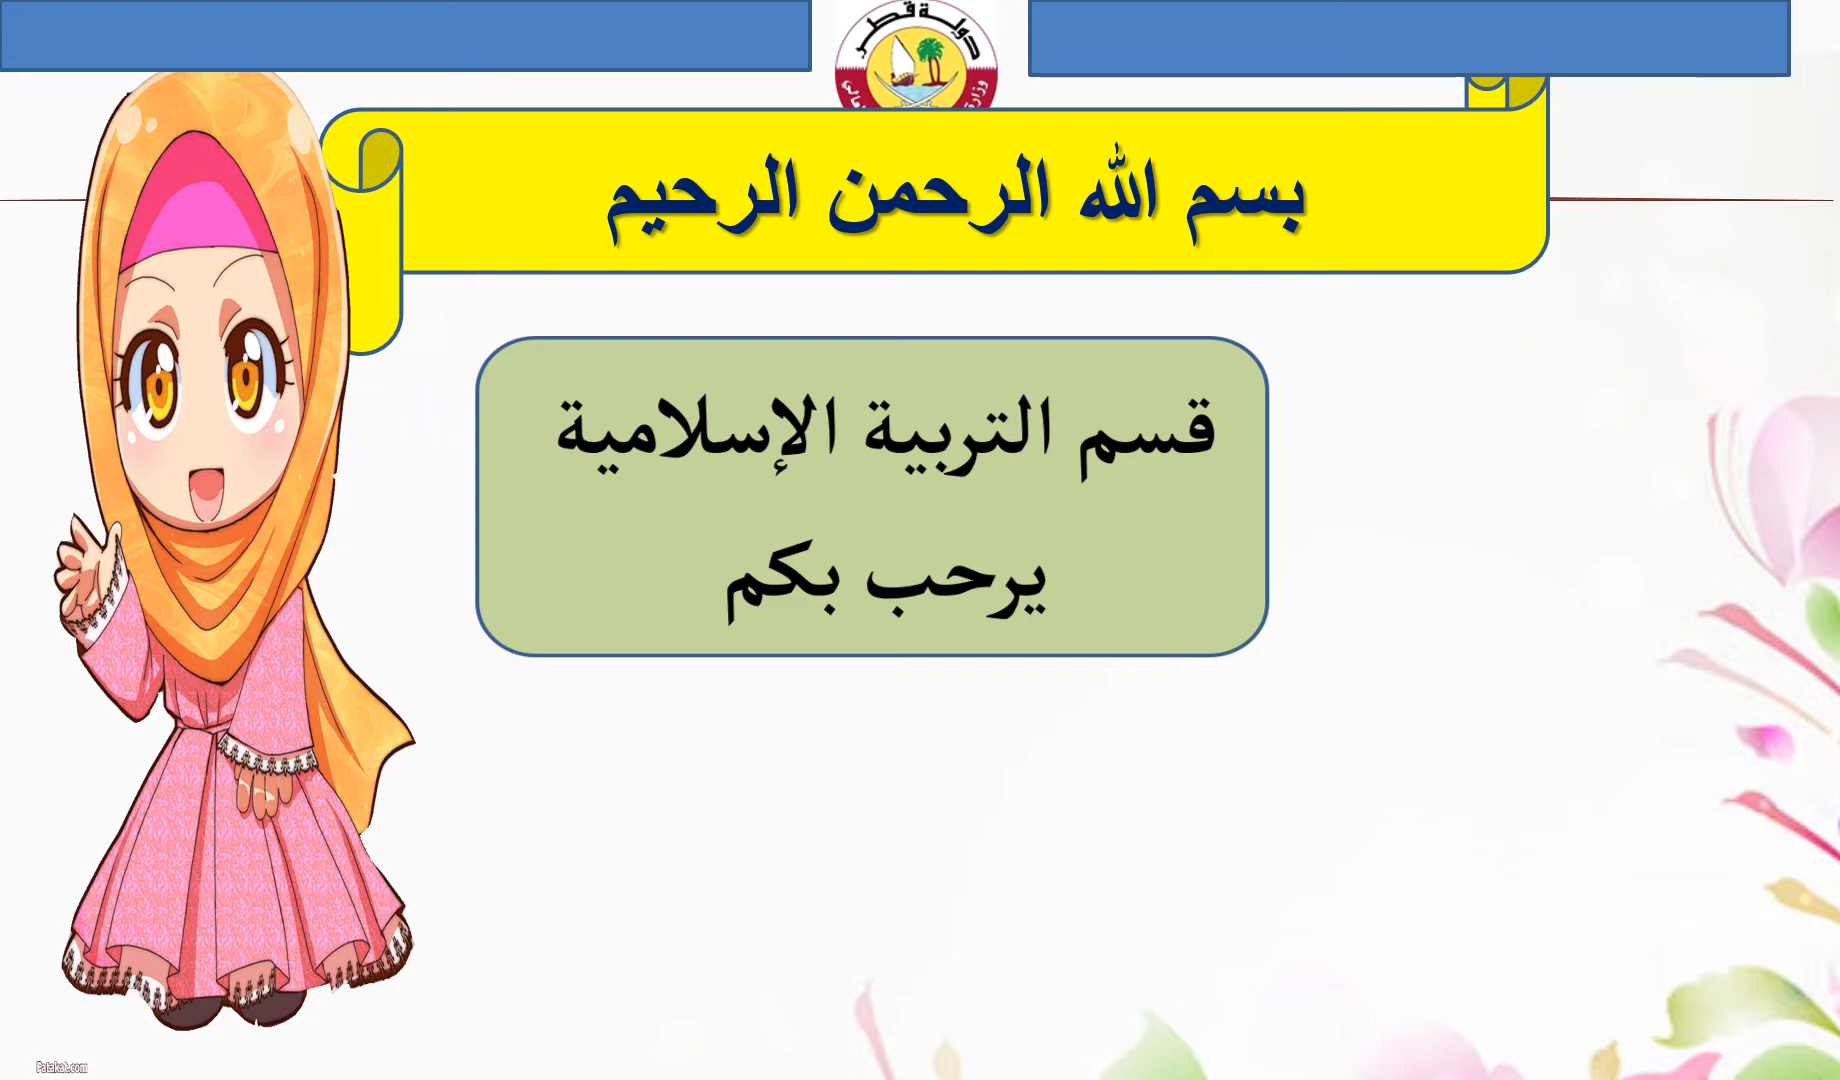 دولة قطر
بسم الله الرحمن الرحيم
قسم التربية الإسلامية
يرحب بكم
Fatakat.com